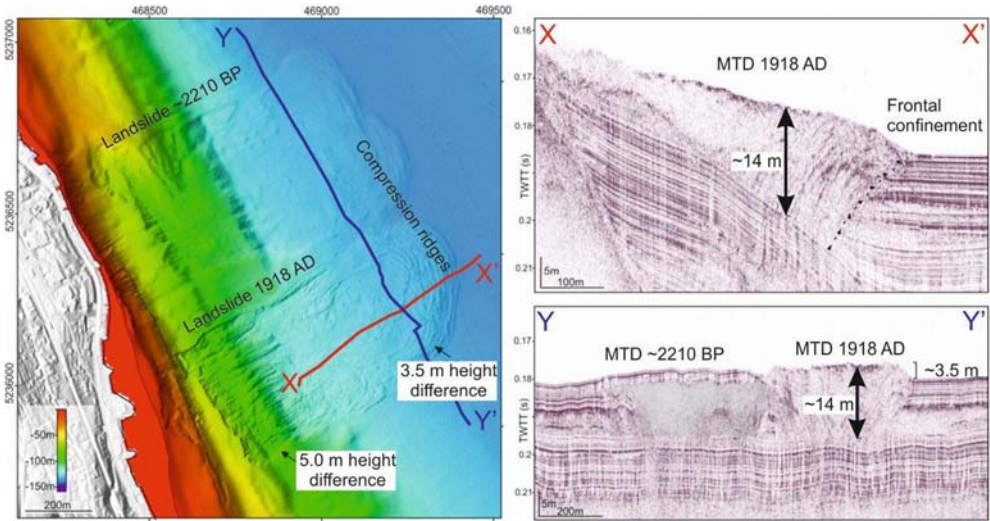 468500
469000
469500
5237000
5236500
5236000
Y
Landslide ~2210 BP
Compression ridges
Landslide 1918 AD
X'
X
3.5 m height
difference
Y'
5.0 m height
difference
-50m
-100m
-150m
200m
X
X'
0.16
MTD 1918 AD
Frontal
confinement
0.17
0.18
~14 m
TWTT (s)
0.2
0.21
5m
100m
Y
Y'
MTD ~2210 BP
MTD 1918 AD
~3.5 m
0.18
~14 m
TWTT (s)
0.2
0.21
5m
200m